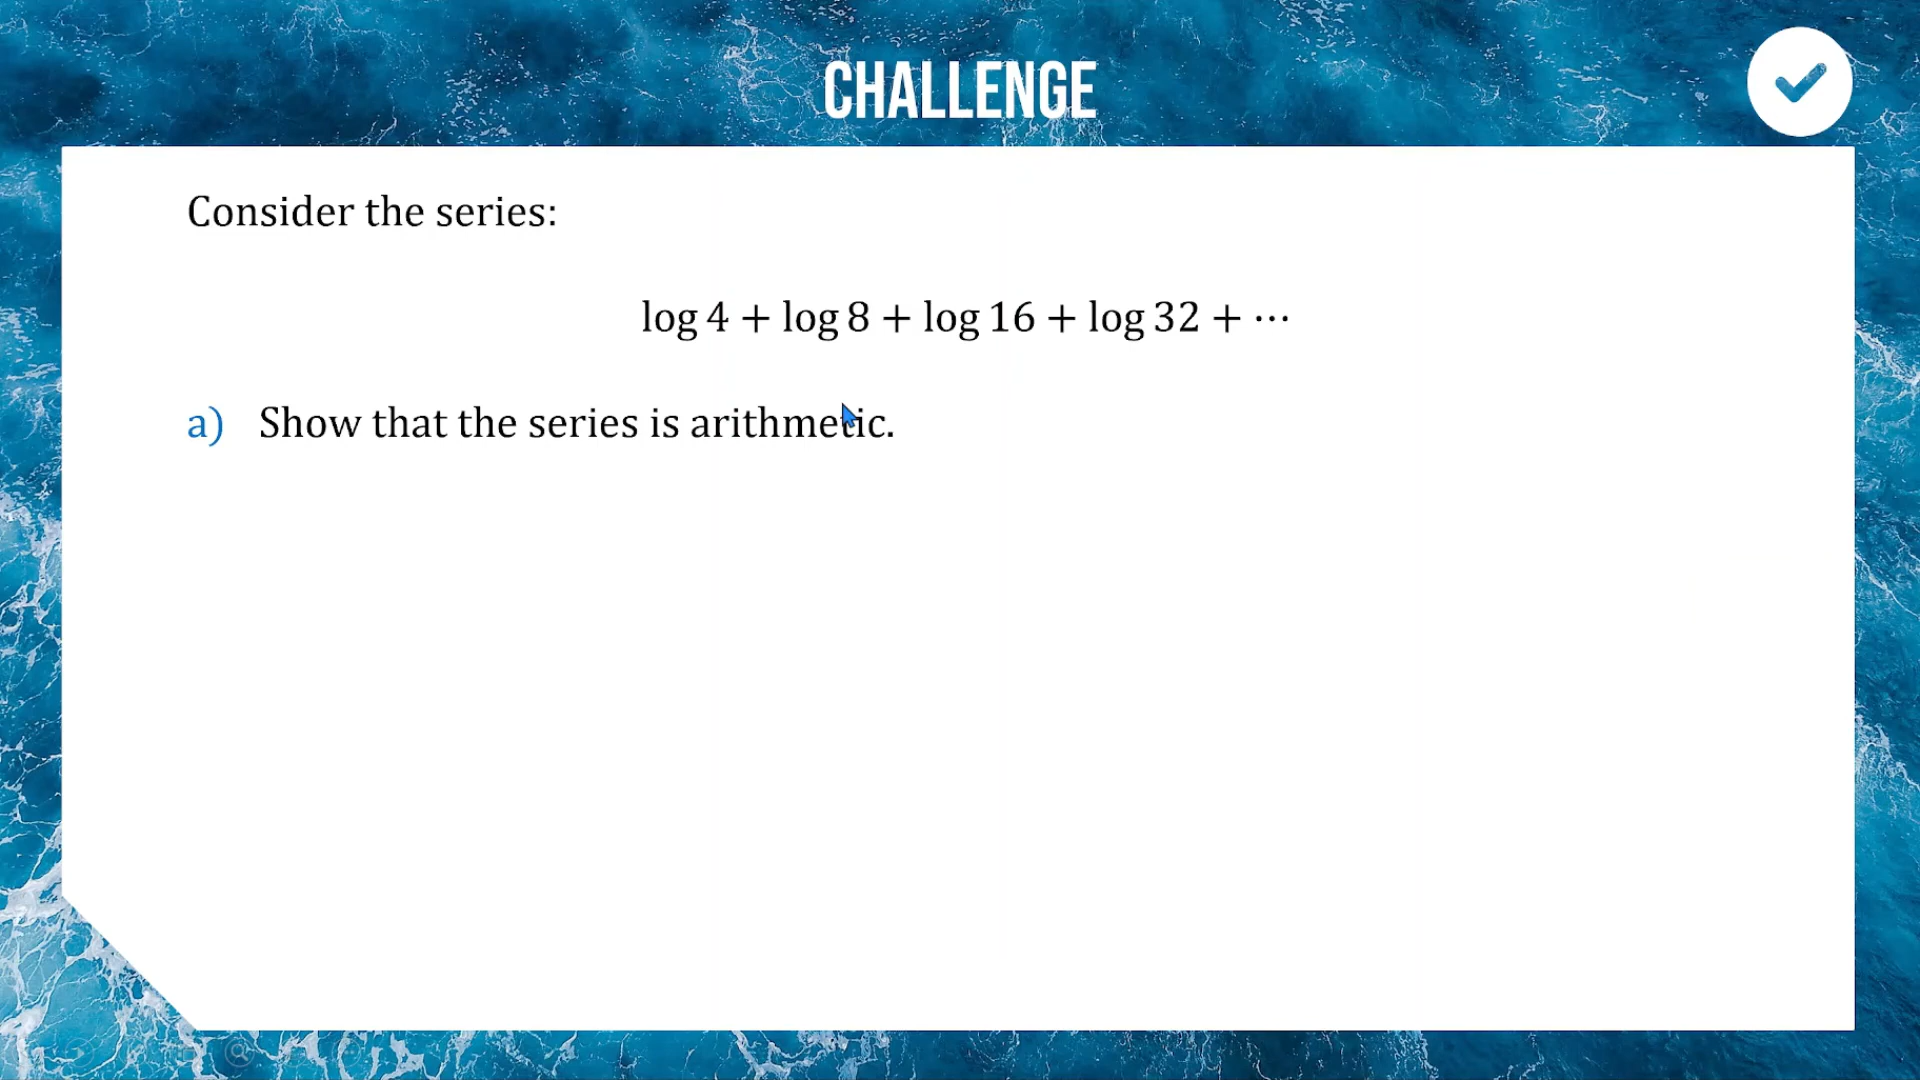 CHALLENGE
Consider the series:
log 4 + log 8 + log 16 + log 32 + ⋯
a) Show that the series is arithmetic.